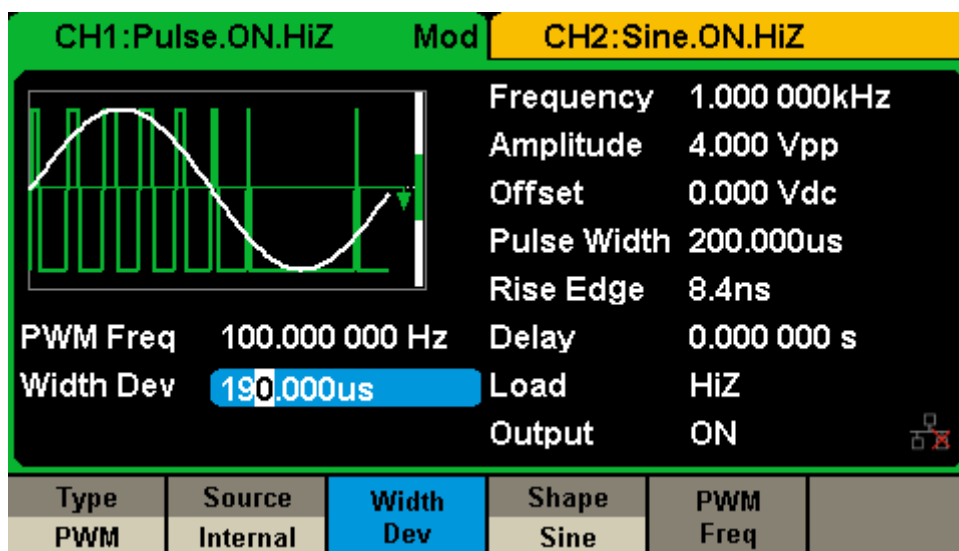 CH1:Pulse.ON.HiZ Mod CH2:Sine.ON.HiZ
Frequency 1.000 000kHz
Amplitude 4.000 Vpp
Offset 0.000 Vdc
Pulse Width 200.000us
Rise Edge 8.4ns
PWM Freq 100.000 000 Hz Delay 0.000 000 s
Width Dev 190.000us Load HiZ
Output ON
Type Source Width Shape PWM
PWM Internal Dev Sine Freq